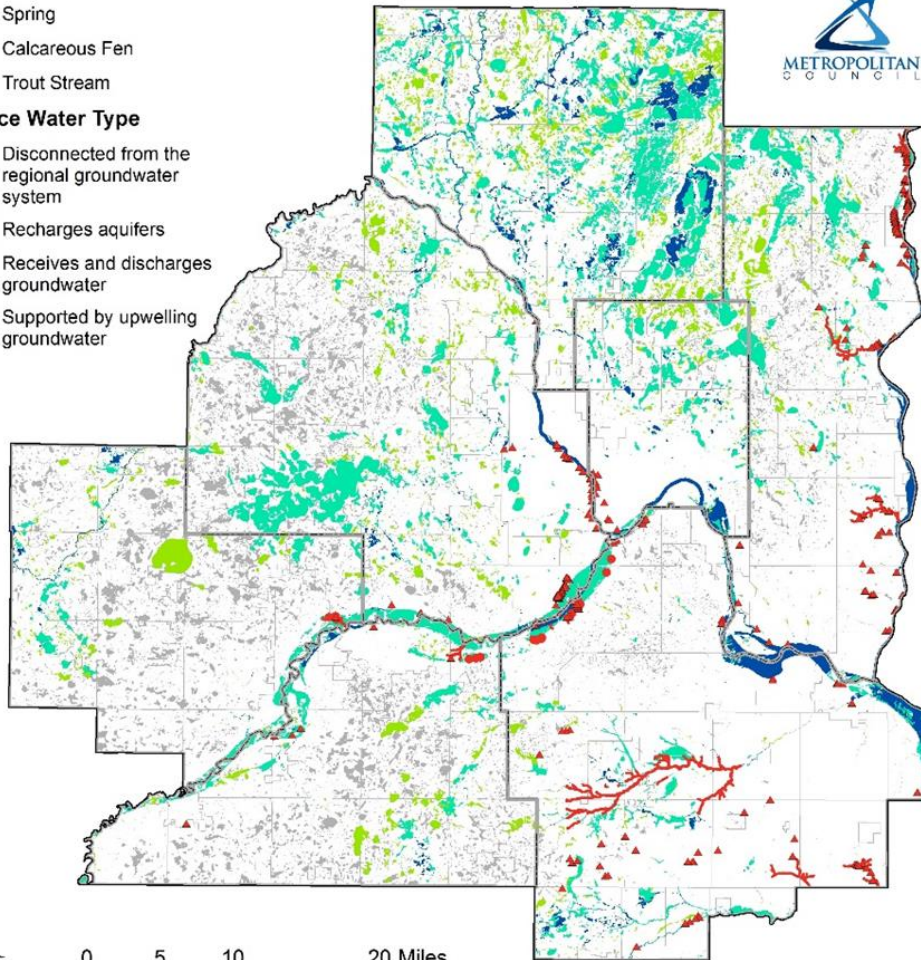 Spring
Calcareous Fen
Trout Stream
ce Water Type
Disconnected from the
regional groundwater
system
Recharges aquifers
Receives and discharges
groundwater
Supported by upwelling
groundwater
METROPOLITAN
COUNCIL
0 5 10 20 Miles